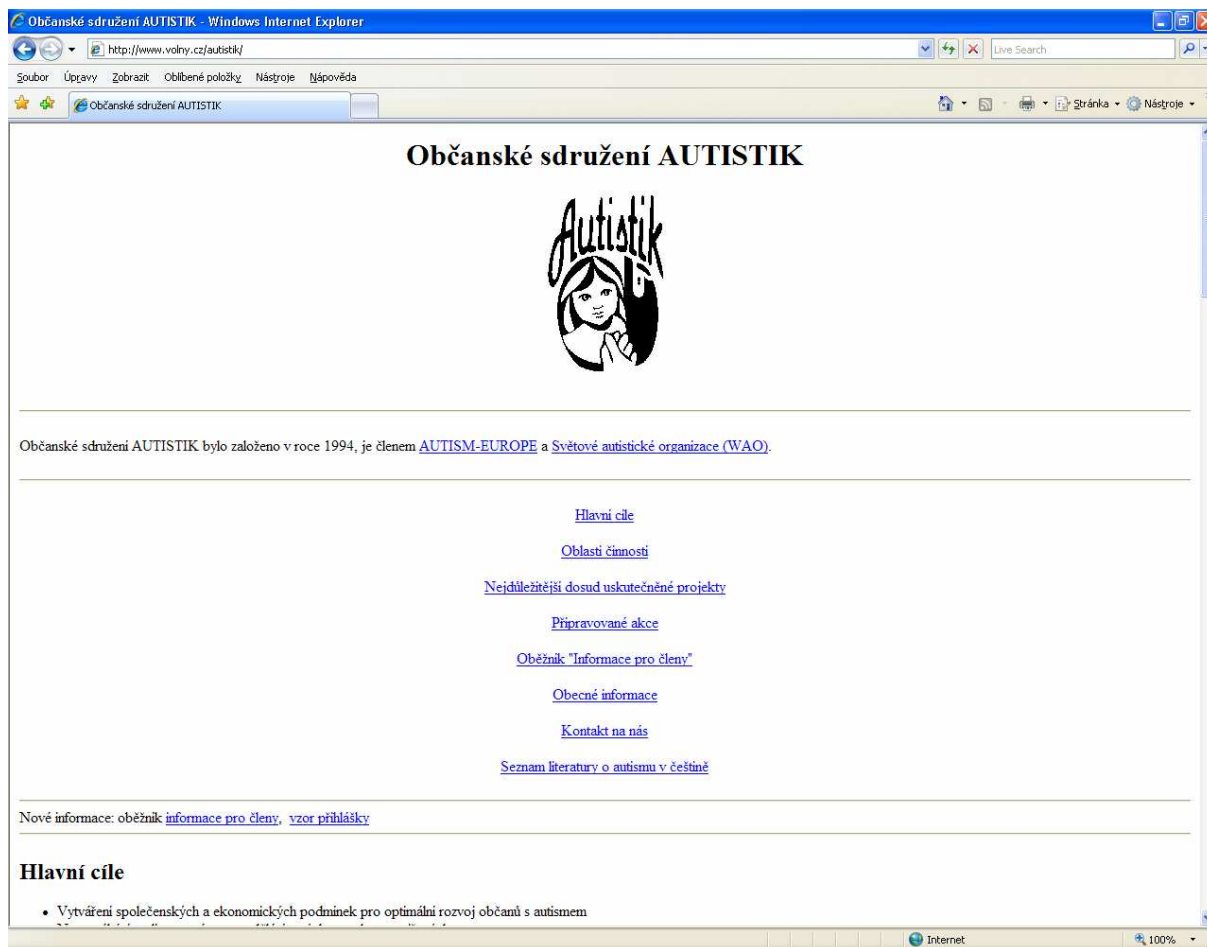 Občanské sdružení AUTISTIK - Windows Internet Explorer
http://www.volny.cz/autistik/
Live Search
Soubor Úpravy Zobrazit Oblíbené položky Nástroje Nápověda
Občanské sdružení AUTISTIK
Stránka Nástroje
Občanské sdružení AUTISTIK
Autistik
Občanské sdružení AUTISTIK bylo založeno v roce 1994, je členem AUTISM-EUROPE a Světové autistické organizace (WAO).
Hlavní cíle
Oblasti činnosti
Nejdůležitější dosud uskutečněné projekty
Připravované akce
Oběžník "Informace pro členy"
Obecné informace
Kontakt na nás
Seznam literatury o autismu v češtině
Nové informace: oběžník informace pro členy, vzor přihlášky
Hlavní cíle
• Vytváření společenských a ekonomických podmínek pro optimální rozvoj občanů s autismem
Internet 100%